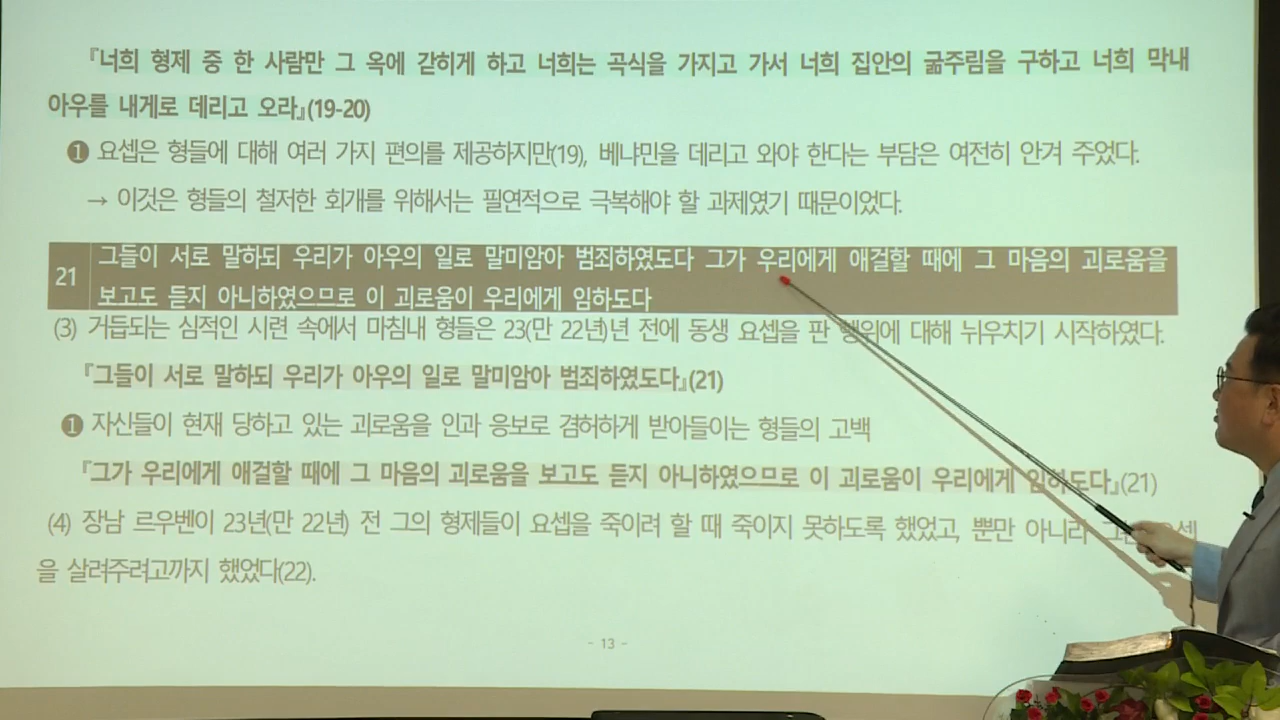 『너희 형제 중 한 사람만 그 옥에 갇히게 하고 너희는 곡식을 가지고 가서 너희 집안의 굶주림을 구하고 너희 막내
아우를 내게로 데리고 오라』(19-20)
❶ 요셉은 형들에 대해 여러 가지 편의를 제공하지만(19), 베냐민을 데리고 와야 한다는 부담은 여전히 안겨 주었다.
→ 이것은 형들의 철저한 회개를 위해서는 필연적으로 극복해야 할 과제였기 때문이었다.
21 그들이 서로 말하되 우리가 아우의 일로 말미암아 범죄하였도다 그가 우리에게 애걸할 때에 그 마음의 괴로움을
보고도 듣지 아니하였으므로 이 괴로움이 우리에게 임하도다
(3) 거듭되는 심적인 시련 속에서 마침내 형들은 23(만 22년)년 전에 동생 요셉을 판 행위에 대해 뉘우치기 시작하였다.
『그들이 서로 말하되 우리가 아우의 일로 말미암아 범죄하였도다』(21)
❶ 자신들이 현재 당하고 있는 괴로움을 인과 응보로 겸허하게 받아들이는 형들의 고백
『그가 우리에게 애걸할 때에 그 마음의 괴로움을 보고도 듣지 아니하였으므로 이 괴로움이 우리에게 임하도다』(21)
(4) 장남 르우벤이 23년(만 22년) 전 그의 형제들이 요셉을 죽이려 할 때 죽이지 못하도록 했었고, 뿐만 아니라
을 살려주려고까지 했었다(22).
- 13 -